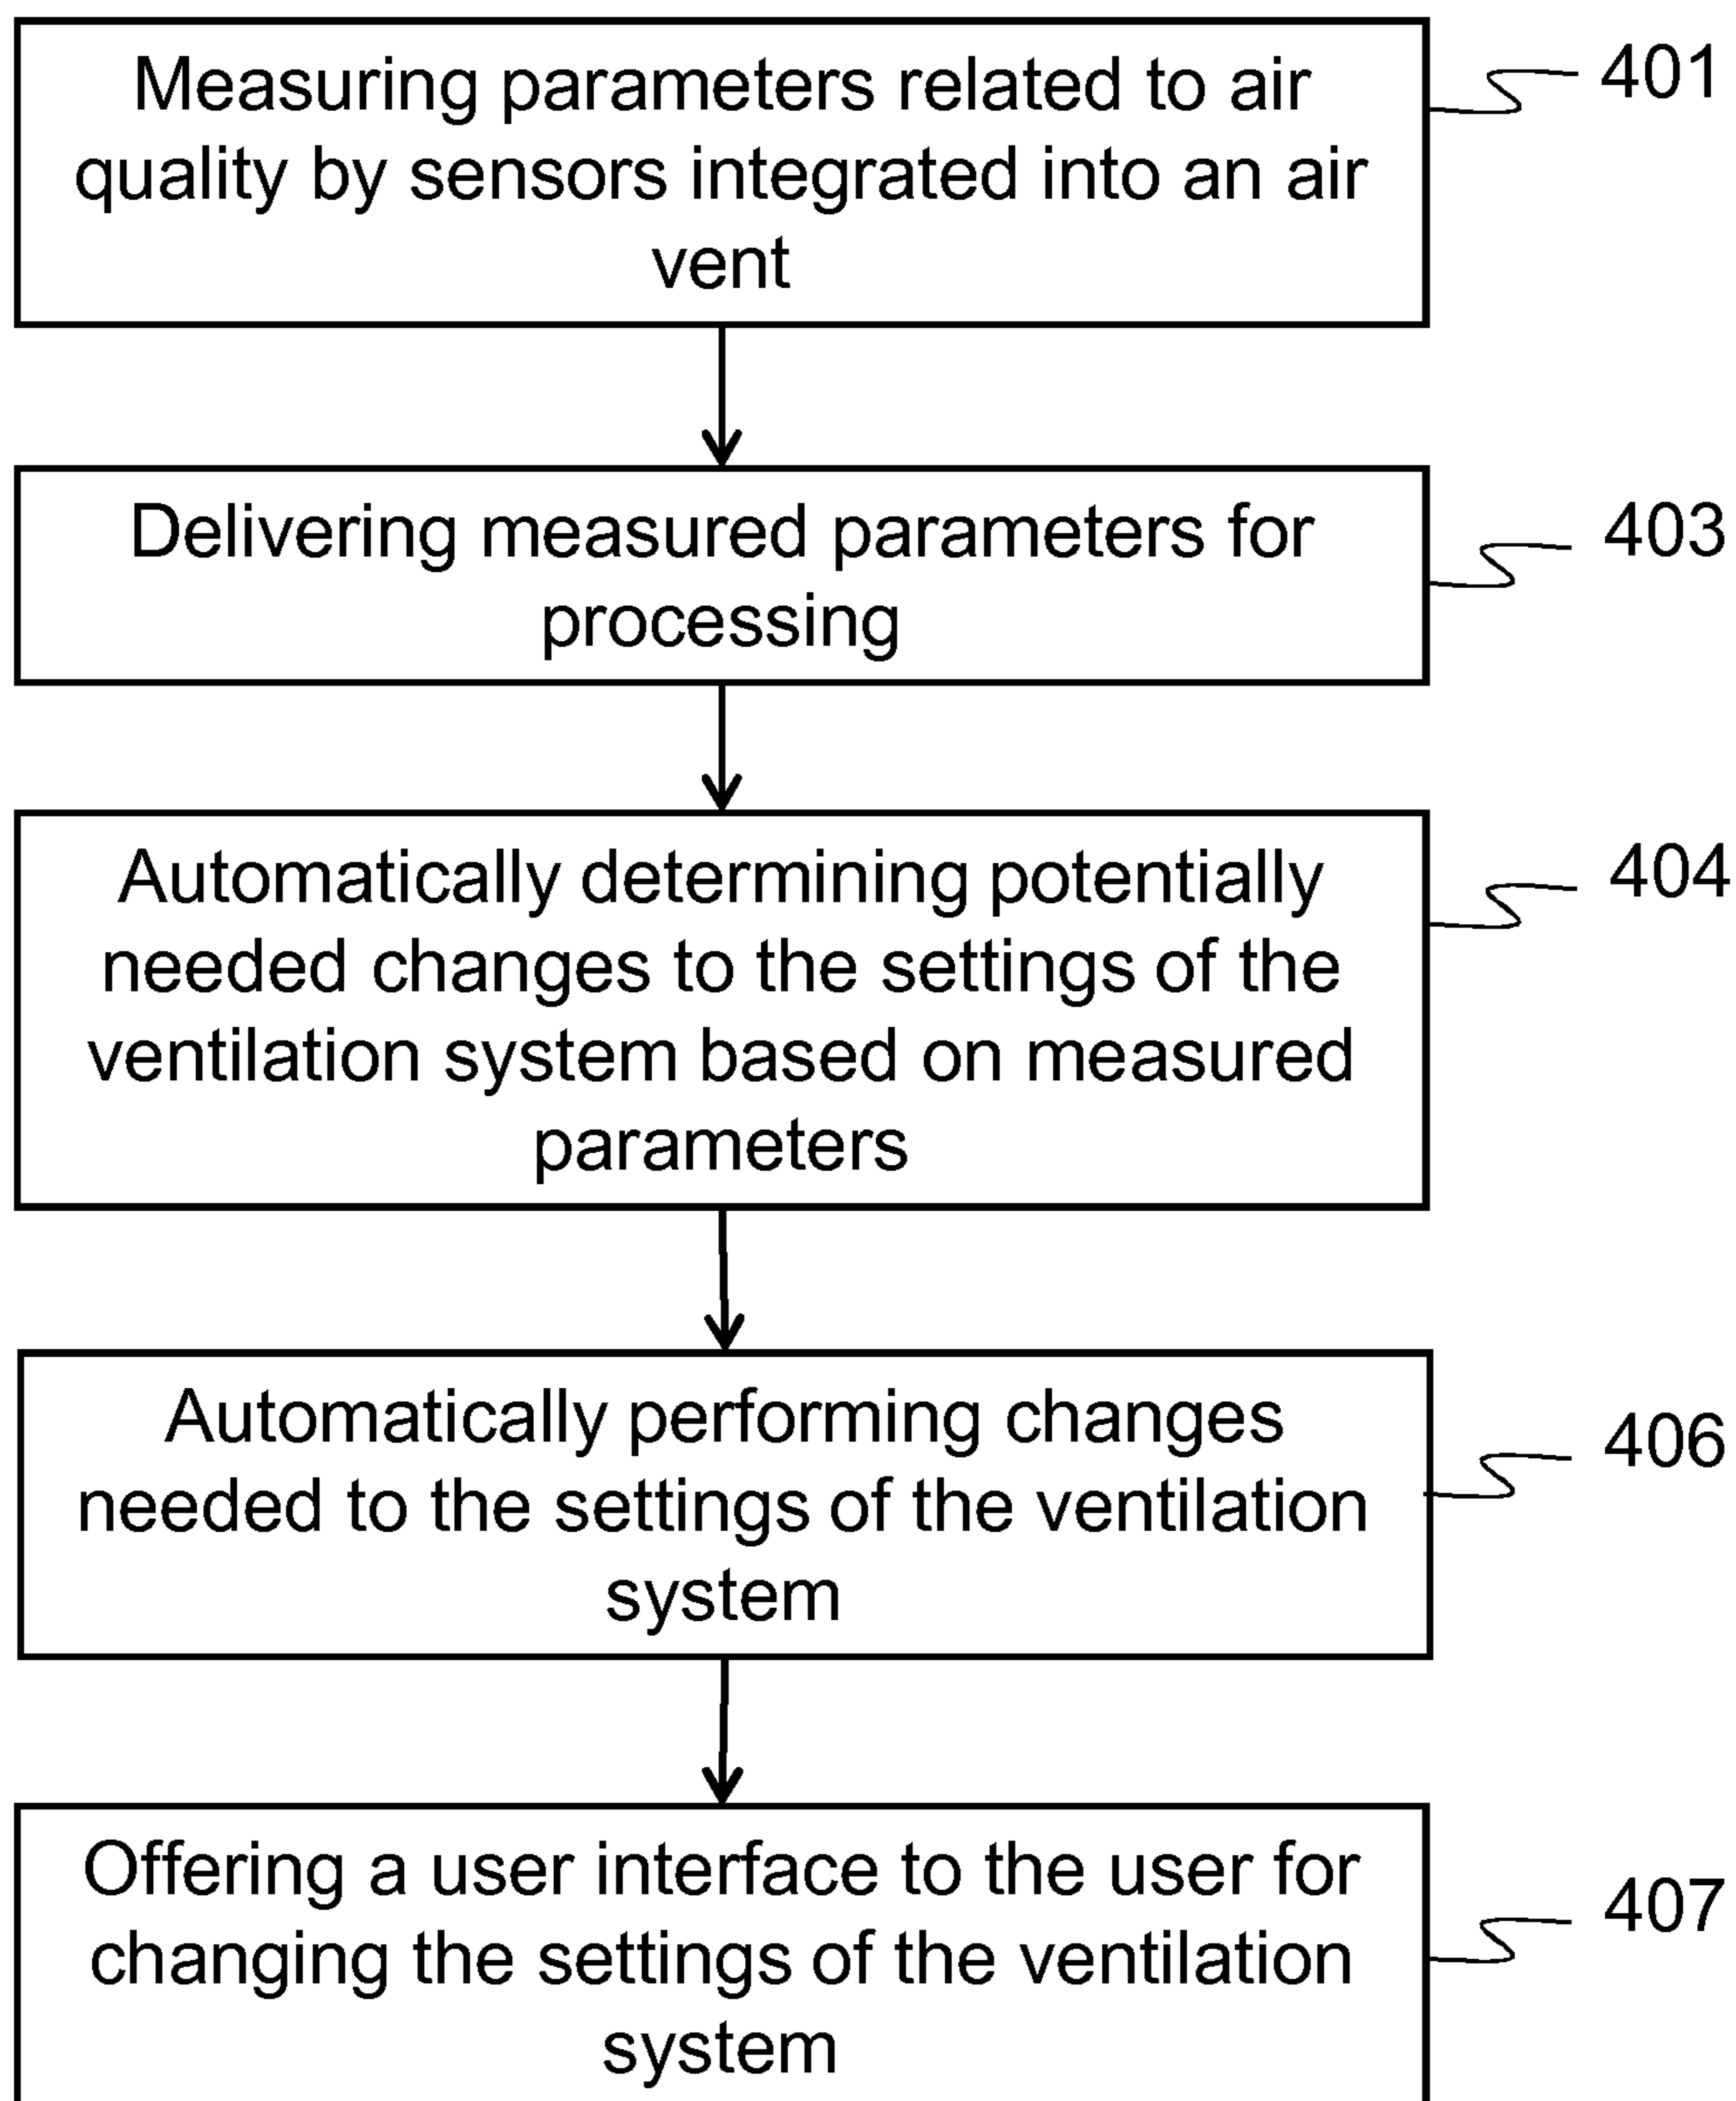 Measuring parameters related to air
quality by sensors integrated into an air
vent
401
Delivering measured parameters for
processing
403
Automatically determining potentially
needed changes to the settings of the
ventilation system based on measured
parameters
404
Automatically performing changes
needed to the settings of the ventilation
system
406
Offering a user interface to the user for
changing the settings of the ventilation
system
407